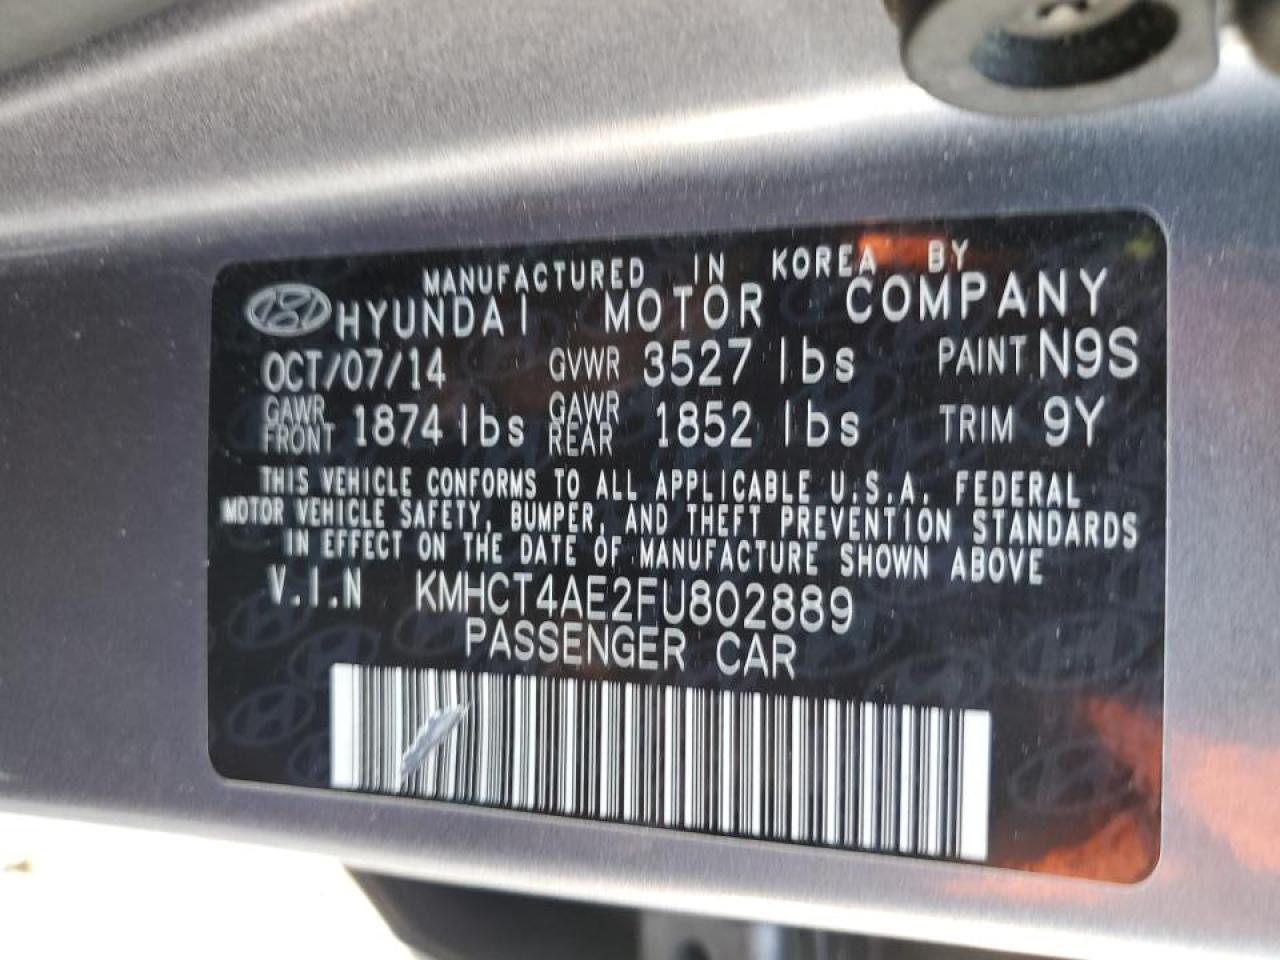 MANUFACTURED IN KOREA BY
HYUNDAI MOTOR COMPANY
OCT/07/14 GVWR 3527 lbs PAINT N9S
GAWR FRONT 1874 lbs GAWR REAR 1852 lbs TRIM 9Y
THIS VEHICLE CONFORMS TO ALL APPLICABLE U.S.A. FEDERAL
MOTOR VEHICLE SAFETY, BUMPER, AND THEFT PREVENTION STANDARDS
IN EFFECT ON THE DATE OF MANUFACTURE SHOWN ABOVE
V.I.N KMHCT4AE2FU802889
PASSENGER CAR